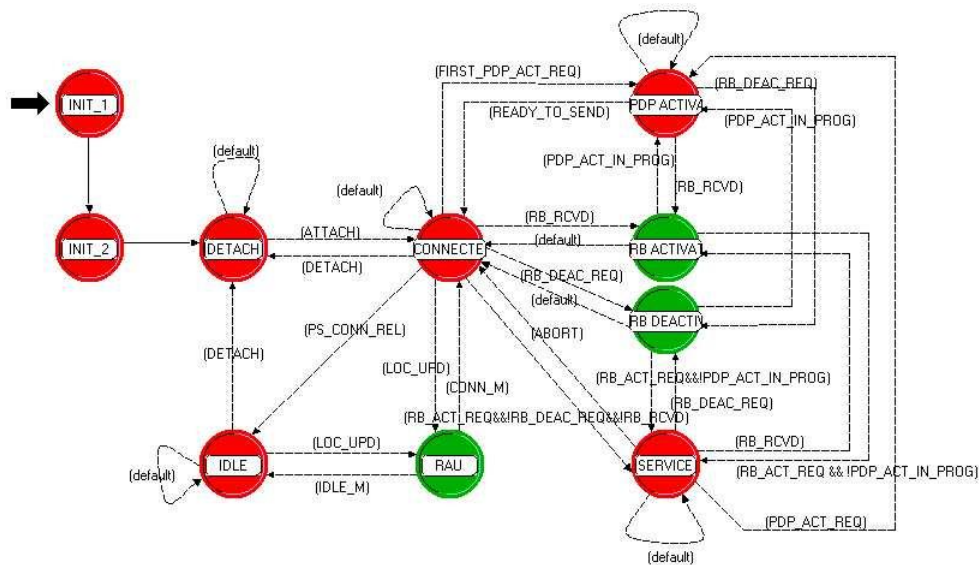 (default)
(FIRST_PDP_ACT_REQ)
INIT_1
PDP ACTIVA
(RB_DEAC_REQ)
(READY_TO_SEND)
(PDP_ACT_IN_PROG)
(default)
(PDP_ACT_IN_PROG)
(default)
(RB_RCVD)
(RB_RCVD)
INIT_2
DETACH
(ATTACH)
CONNECTE
(default)
RB ACTIVAT
(DETACH)
(RB_DEAC_REQ)
(default)
RB DEACTIV
(PS_CONN_REL)
(ABORT)
(DETACH)
(LOC_UPD)
(RB_ACT_REQ&&!PDP_ACT_IN_PROG)
(CONN_M)
(RB_DEAC_REQ)
(RB_ACT_REQ&&!RB_DEAC_REQ&&!RB_RCVD)
(LOC_UPD)
(RB_RCVD)
(default)
IDLE
RAU
SERVICE
(RB_ACT_REQ && !PDP_ACT_IN_PROG)
(IDLE_M)
(PDP_ACT_REQ)
(default)